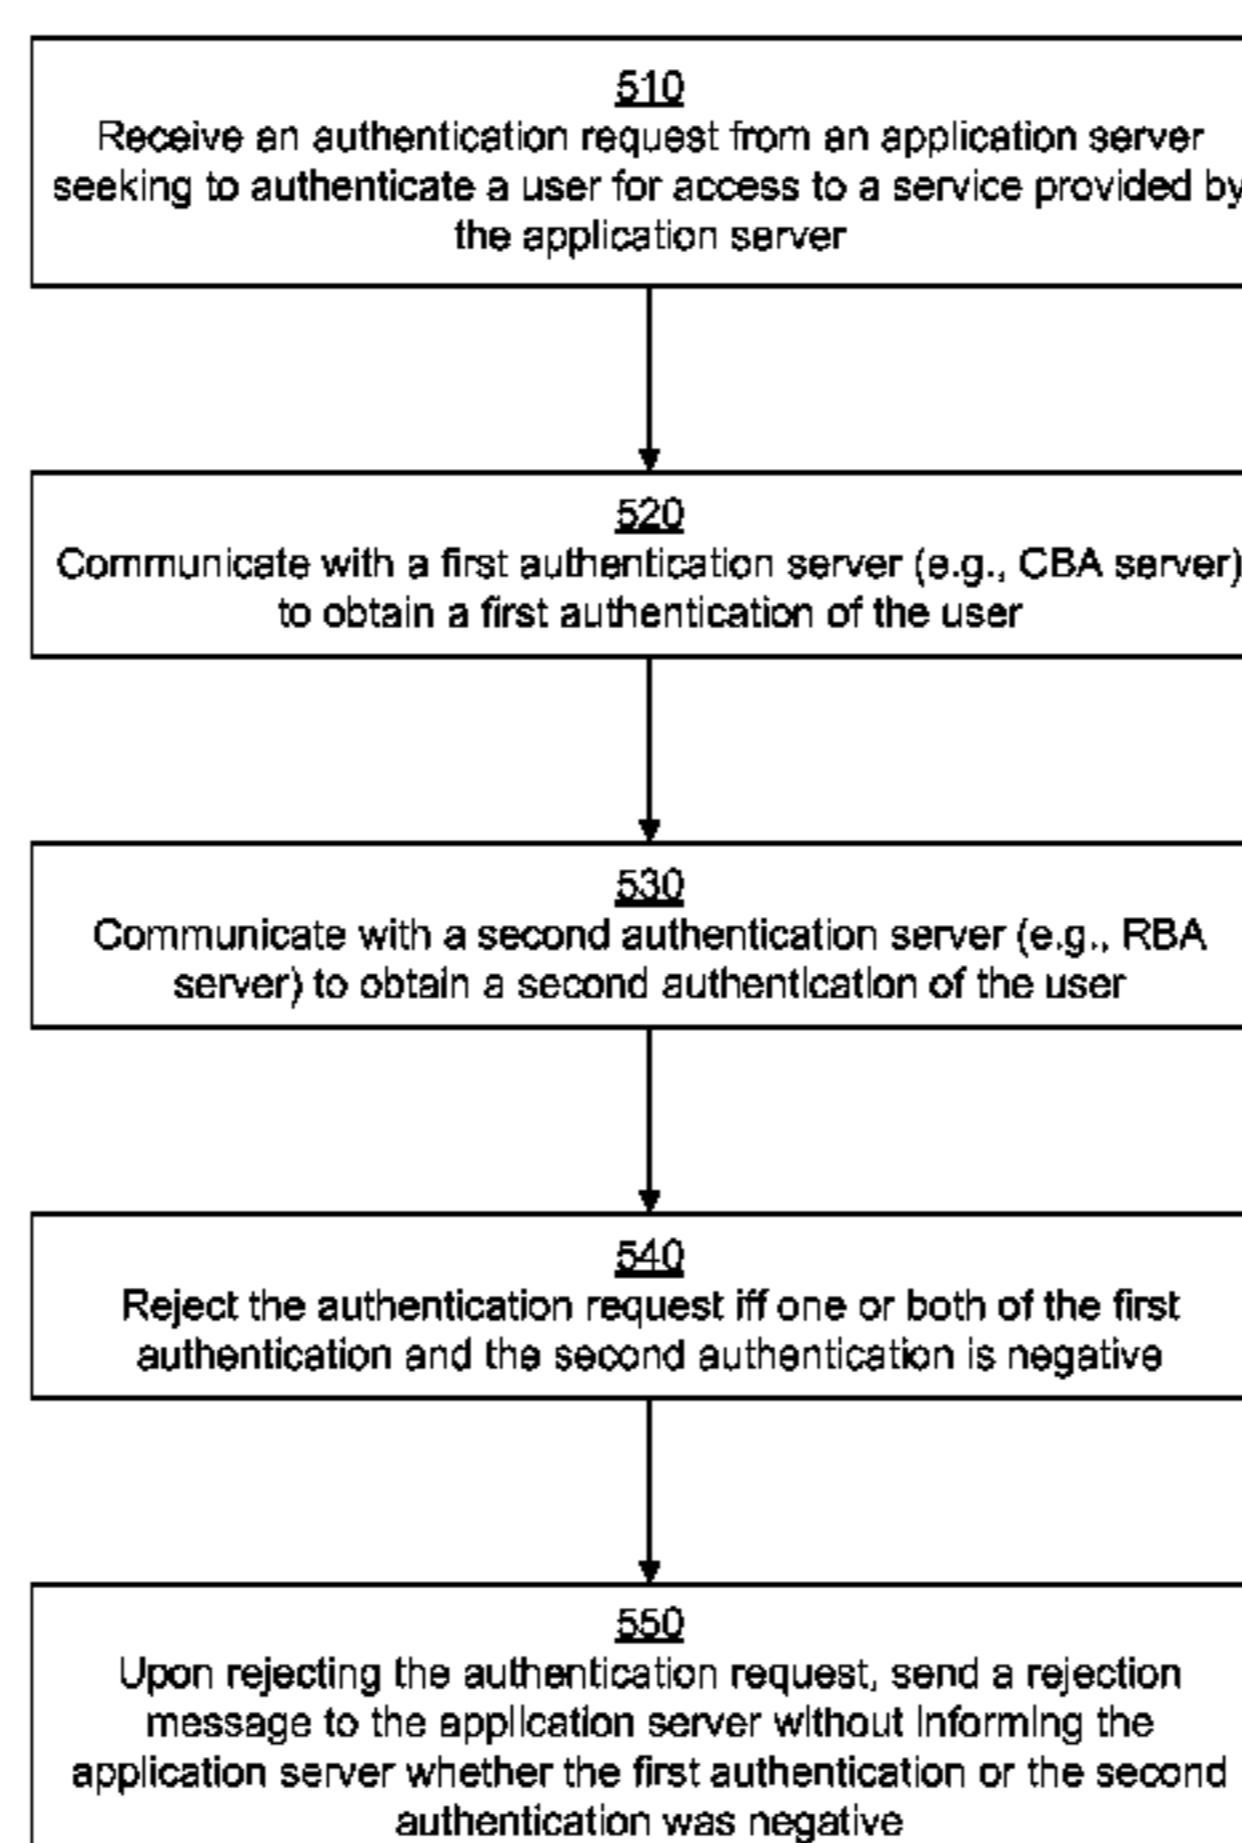 510
Receive an authentication request from an application server
seeking to authenticate a user for access to a service provided by
the application server
520
Communicate with a first authentication server (e.g., CBA server)
to obtain a first authentication of the user
530
Communicate with a second authentication server (e.g., RBA
server) to obtain a second authentication of the user
540
Reject the authentication request iff one or both of the first
authentication and the second authentication is negative
550
Upon rejecting the authentication request, send a rejection
message to the application server without informing the
application server whether the first authentication or the second
authentication was negative